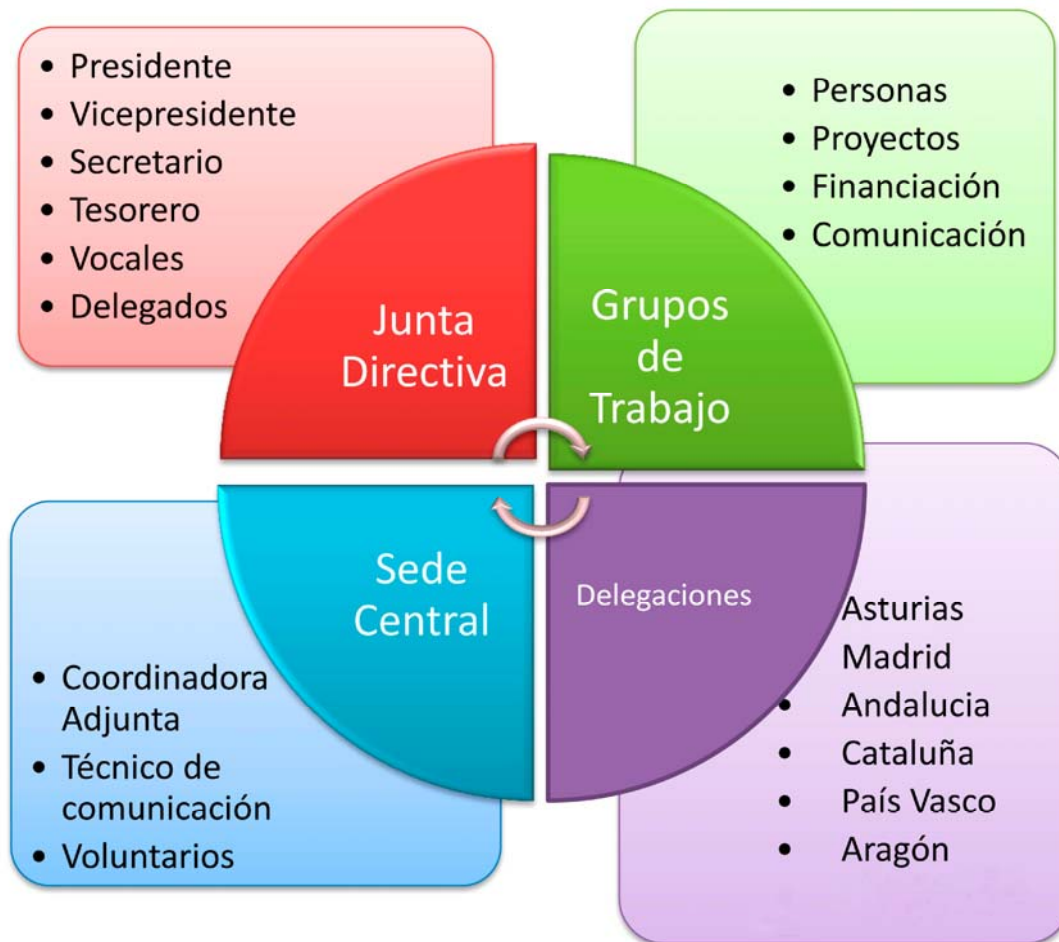 • Presidente
• Vicepresidente
• Secretario
• Tesorero
• Vocales
• Delegados
Junta
Directiva
• Personas
• Proyectos
• Financiación
• Comunicación
Grupos
de
Trabajo
Sede
Central
• Coordinadora
Adjunta
• Técnico de
comunicación
• Voluntarios
Delegaciones
Asturias
Madrid
• Andalucia
• Cataluña
• País Vasco
• Aragón